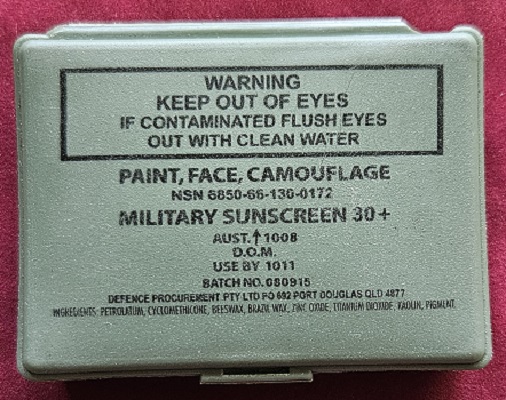 WARNING
KEEP OUT OF EYES
IF CONTAMINATED FLUSH EYES
OUT WITH CLEAN WATER
PAINT, FACE, CAMOUFLAGE
NSN 6850-66-136-0172
MILITARY SUNSCREEN 30+
AUST.↑1008
D.O.M.
USE BY 1011
BATCH NO. 080915
DEFENCE PROCUREMENT PTY LTD PO 692 PORT DOUGLAS QLD 4877
INGREDIENTS: PETROLATUM, CYCLOMETHICONE, BEESWAX, BRAZIL WAX, ZINC OXIDE, TITANIUM DIOXIDE, KAOLIN, PIGMENT.